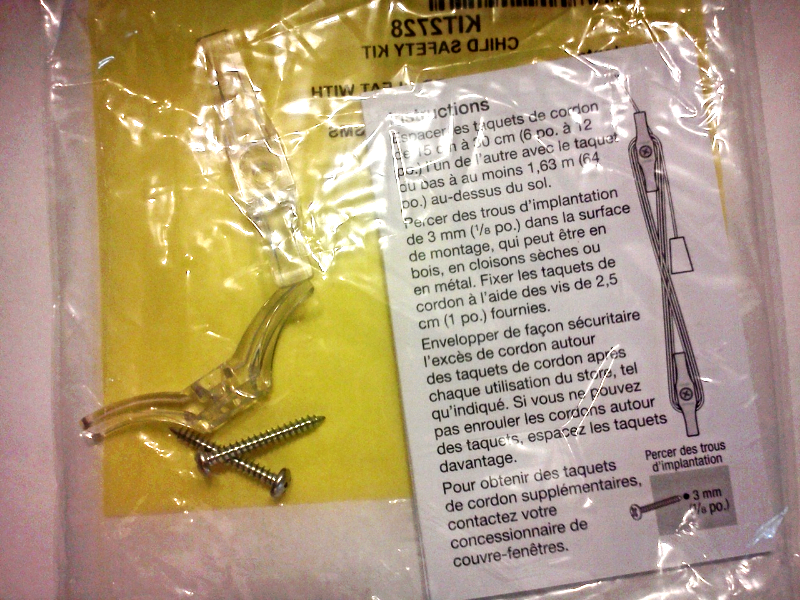 KIT2728
CHILD SAFETY KIT
EAT WITH
SMS
Instructions
Espacer les taquets de cordon
de 15 cm à 30 cm (6 po. à 12
po.) l'un de l'autre avec le taquet
du bas à au moins 1,63 m (64
po.) au-dessus du sol.
Percer des trous d'implantation
de 3 mm (1/8 po.) dans la surface
de montage, qui peut être en
bois, en cloisons sèches ou
en métal. Fixer les taquets de
cordon à l'aide des vis de 2,5
cm (1 po.) fournies.
Envelopper de façon sécuritaire
l'excès de cordon autour
des taquets de cordon après
chaque utilisation du store, tel
qu'indiqué. Si vous ne pouvez
pas enrouler les cordons autour
des taquets, espacez les taquets
davantage.
Pour obtenir des taquets
de cordon supplémentaires,
contactez votre
concessionnaire de
couvre-fenêtres.
Percer des trous
d'implantation
3 mm
(1/8 po.)